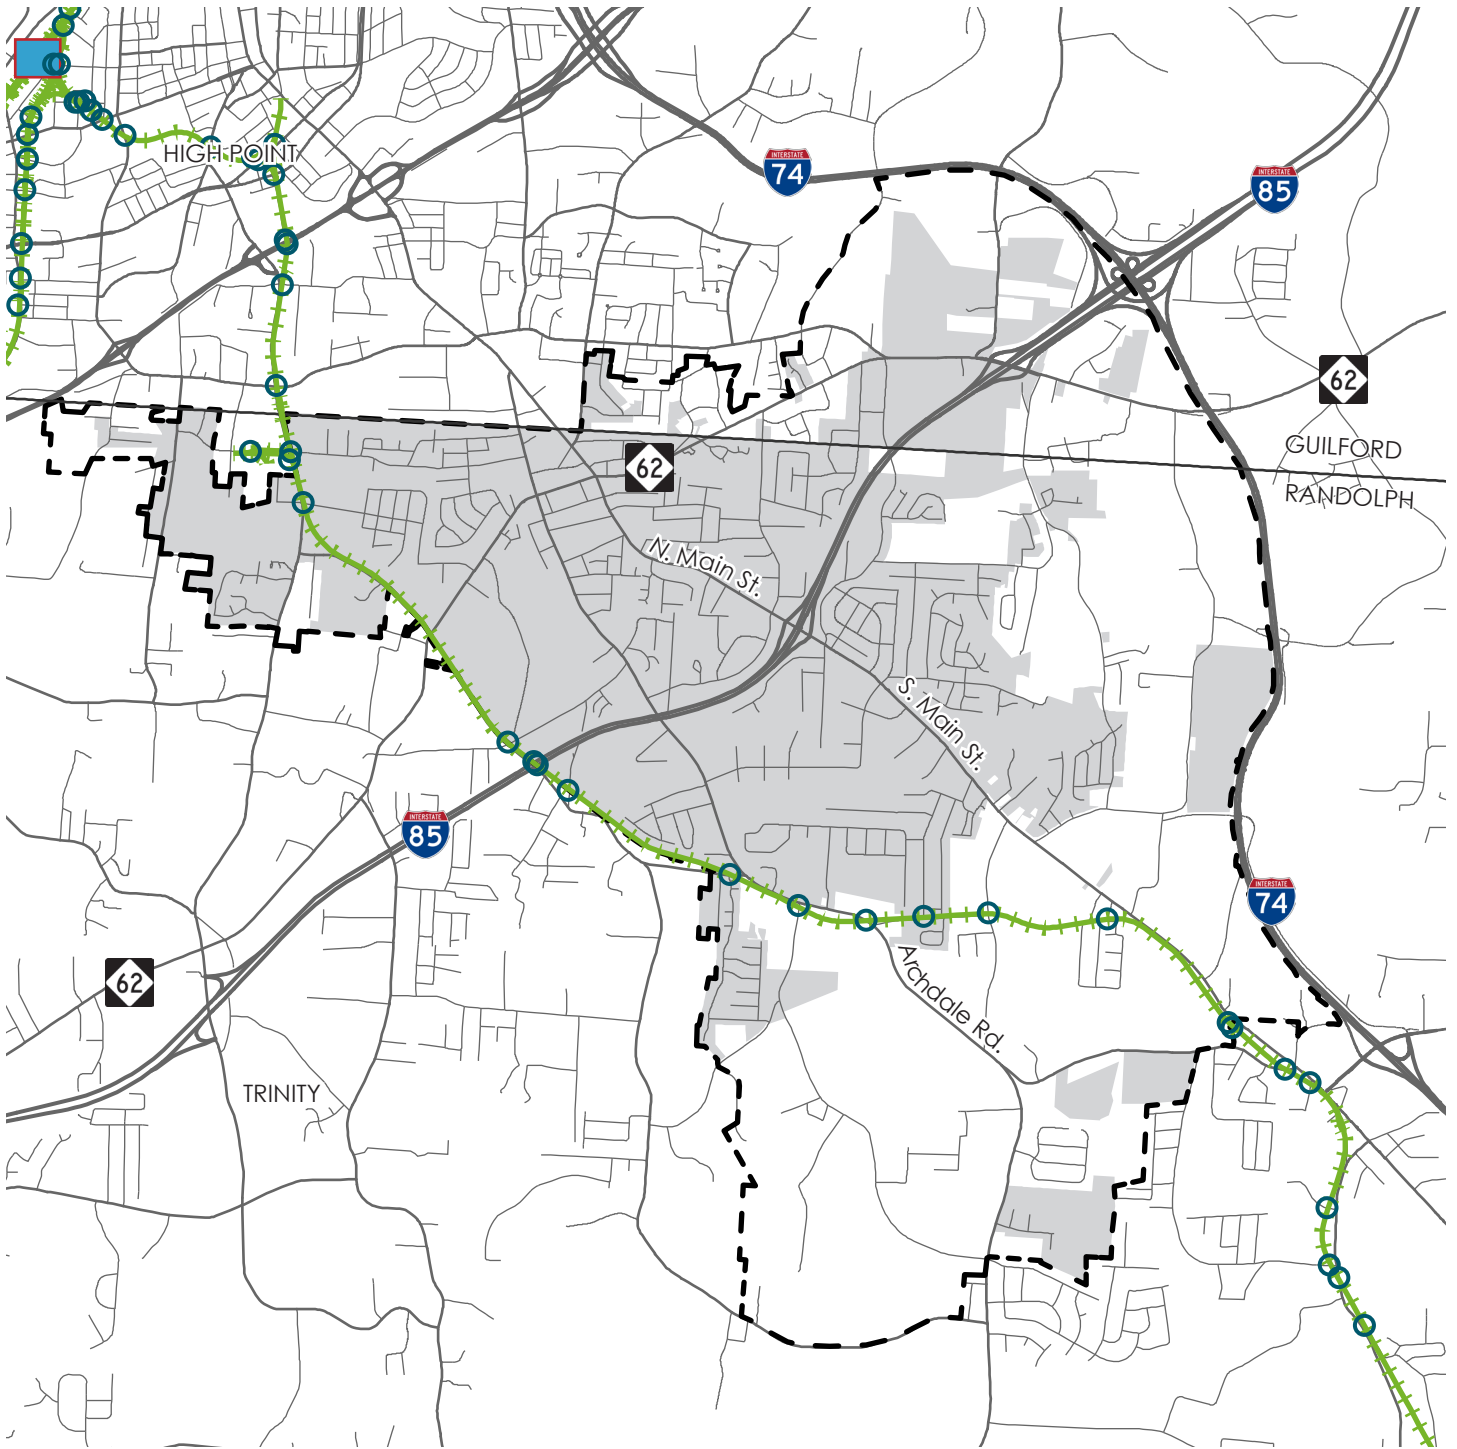 HIGH POINT
INTERSTATE
74
INTERSTATE
85
62
GUILFORD
62
RANDOLPH
N. Main St.
S. Main St.
INTERSTATE
85
INTERSTATE
74
62
Archdale Rd.
TRINITY